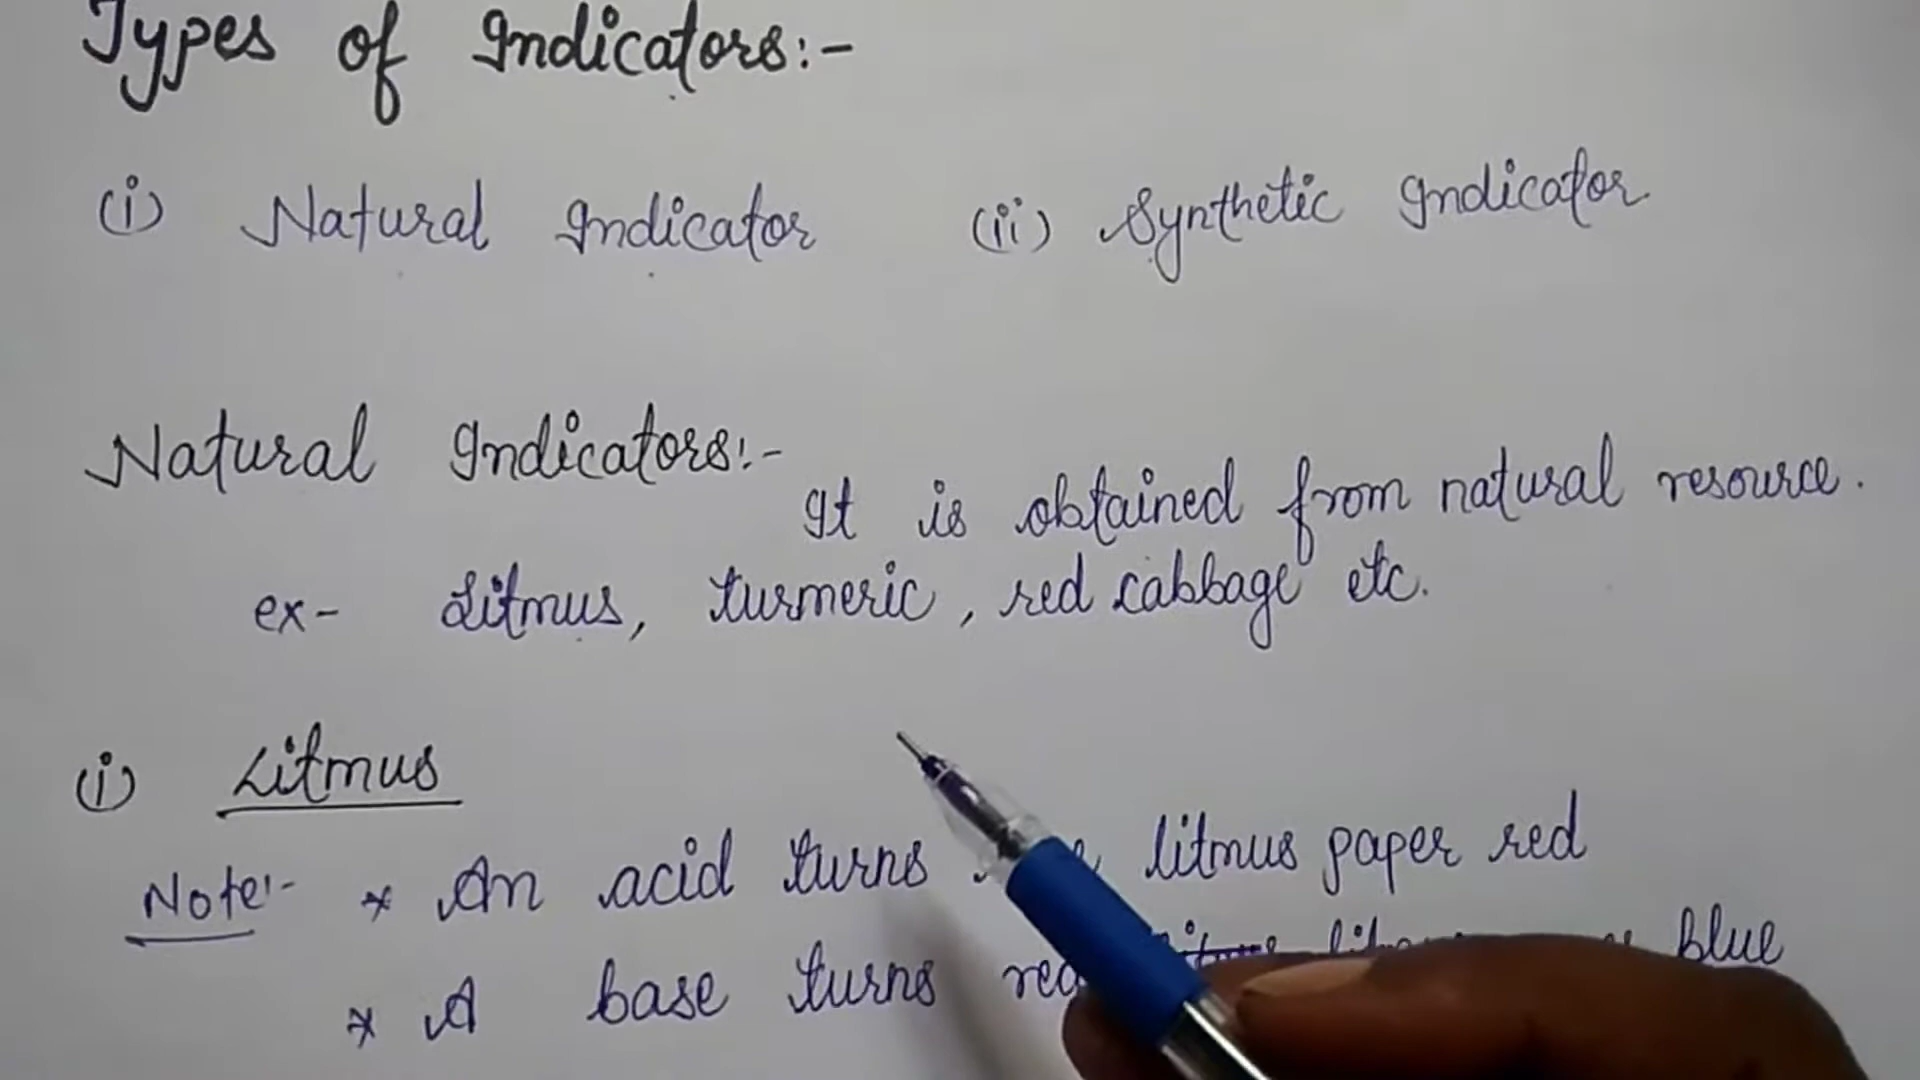 Types of Indicators:-
(i) Natural Indicator (ii) Synthetic Indicator
Natural Indicators:- It is obtained from natural resource.
ex- Litmus, turmeric, red cabbage etc.
(i) Litmus
Note:- * An acid turns litmus paper red
* A base turns red blue